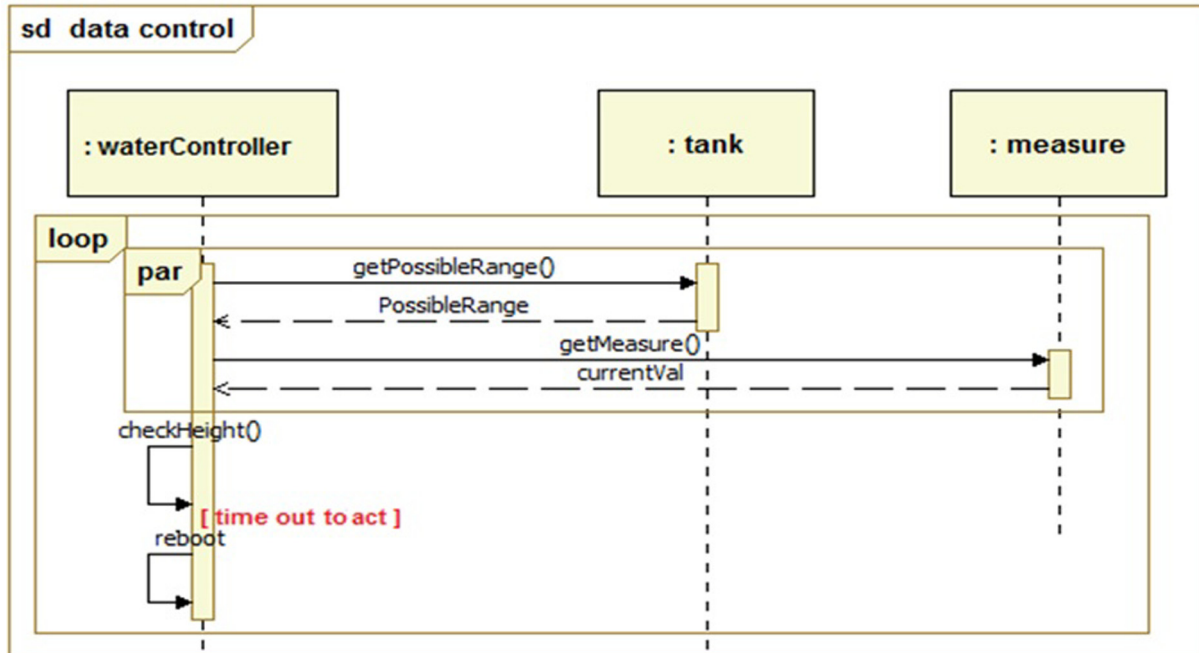 sd data control
: waterController
: tank
: measure
loop
par
getPossibleRange()
PossibleRange
getMeasure()
currentVal
checkHeight()
[ time out to act ]
reboot